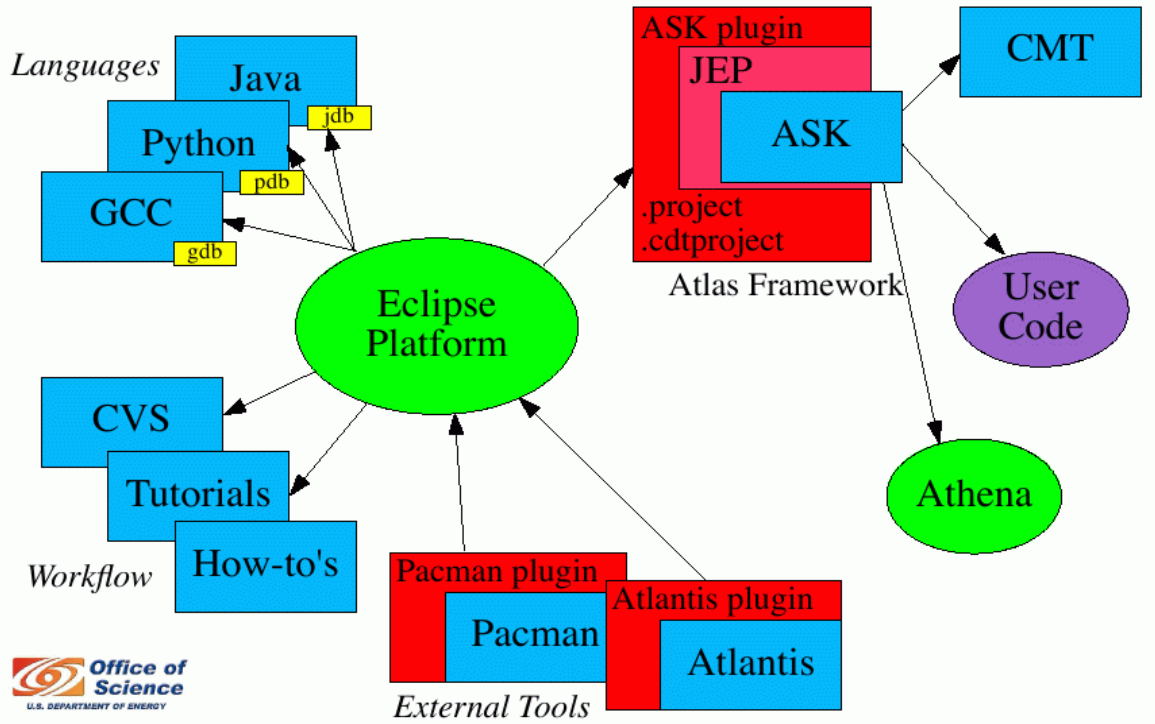 Languages
Java
jdb
Python
pdb
GCC
gdb
ASK plugin
JEP
ASK
.project
.cdtproject
Atlas Framework
CMT
User
Code
Athena
Eclipse
Platform
CVS
Tutorials
How-to's
Workflow
Pacman plugin
Pacman
Atlantis plugin
Atlantis
External Tools
Office of
Science
U.S. DEPARTMENT OF ENERGY